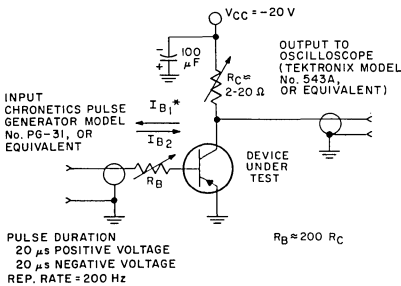 VCC = -20 V
-
100
μF
+
RC ≈
2-20 Ω
OUTPUT TO
OSCILLOSCOPE
(TEKTRONIX MODEL
No. 543A,
OR EQUIVALENT)
INPUT
CHRONETICS PULSE
GENERATOR MODEL
No. PG-31, OR
EQUIVALENT
IB1*
IB2
RB
DEVICE
UNDER
TEST
PULSE DURATION
20 μs POSITIVE VOLTAGE
20 μs NEGATIVE VOLTAGE
REP. RATE = 200 Hz
RB ≈ 200 RC